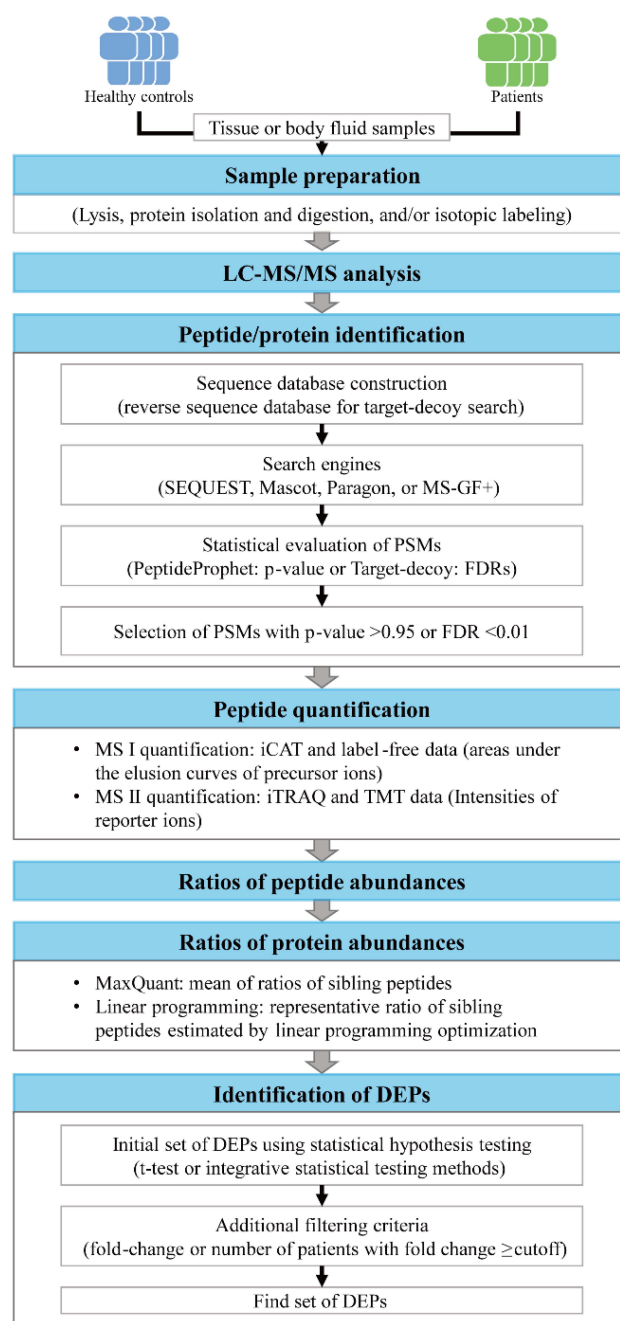 Healthy controls
Patients
Tissue or body fluid samples
Sample preparation
(Lysis, protein isolation and digestion, and/or isotopic labeling)
LC-MS/MS analysis
Peptide/protein identification
Sequence database construction
(reverse sequence database for target-decoy search)
Search engines
(SEQUEST, Mascot, Paragon, or MS-GF+)
Statistical evaluation of PSMs
(PeptideProphet: p-value or Target-decoy: FDRs)
Selection of PSMs with p-value >0.95 or FDR <0.01
Peptide quantification
• MS I quantification: iCAT and label-free data (areas under
the elusion curves of precursor ions)
• MS II quantification: iTRAQ and TMT data (Intensities of
reporter ions)
Ratios of peptide abundances
Ratios of protein abundances
• MaxQuant: mean of ratios of sibling peptides
• Linear programming: representative ratio of sibling
peptides estimated by linear programming optimization
Identification of DEPs
Initial set of DEPs using statistical hypothesis testing
(t-test or integrative statistical testing methods)
Additional filtering criteria
(fold-change or number of patients with fold change ≥cutoff)
Find set of DEPs